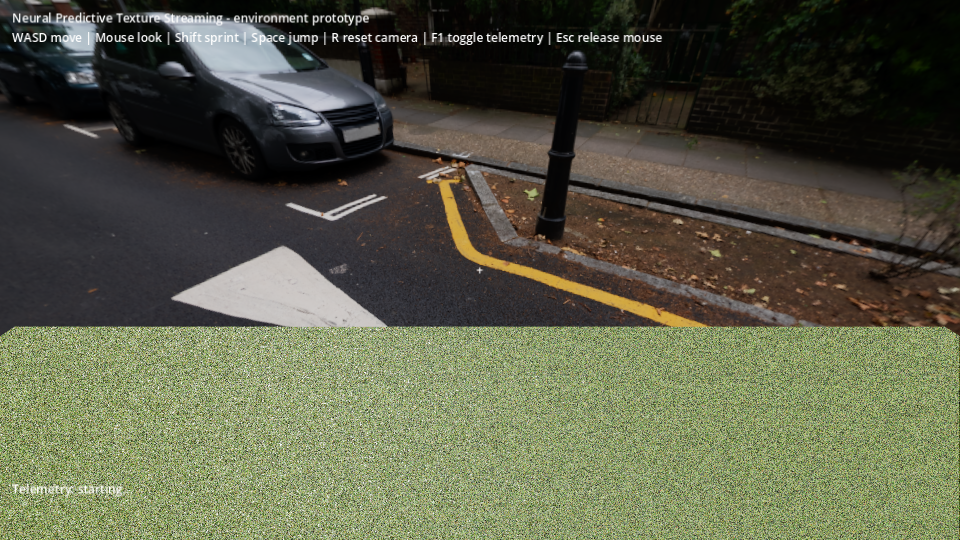 Neural Predictive Texture Streaming - environment prototype
WASD move | Mouse look | Shift sprint | Space jump | R reset camera | F1 toggle telemetry | Esc release mouse
Telemetry: starting...